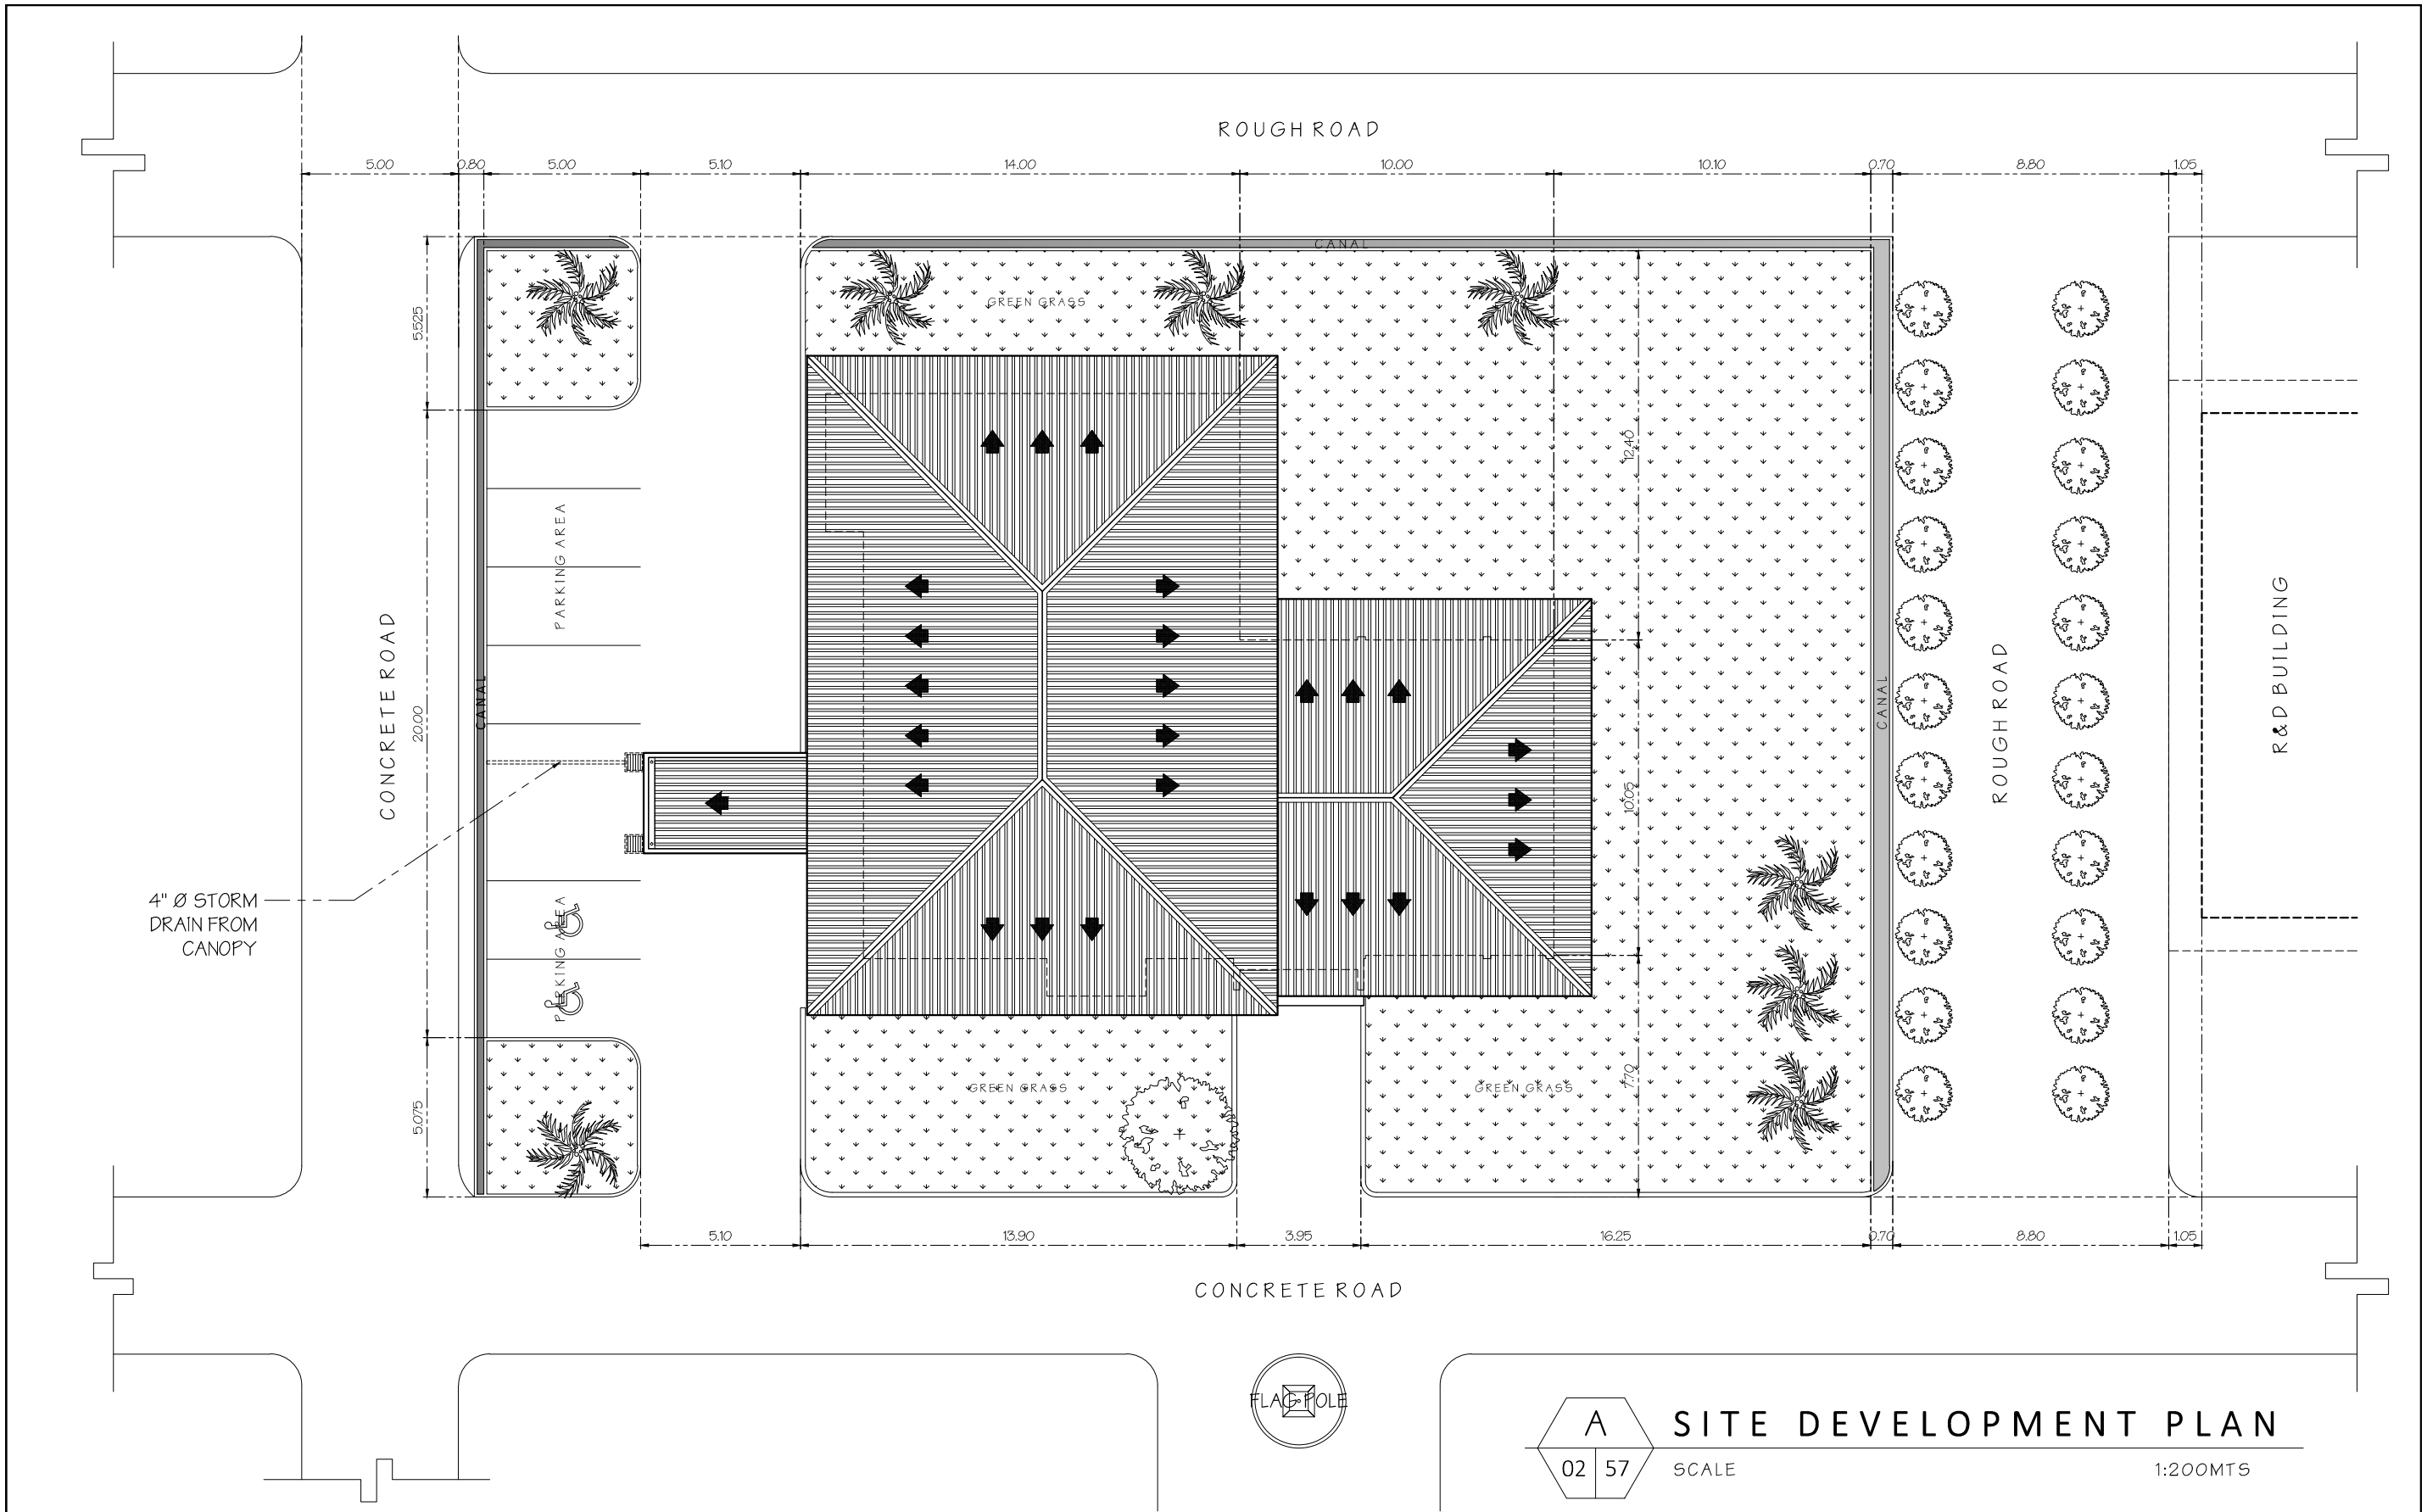 ROUGH ROAD
5.00
0.80
5.00
5.10
14.00
10.00
10.10
0.70
8.80
1.05
CANAL
GREEN GRASS
5.525
12.40
PARKING AREA
CONCRETE ROAD
20.00
CANAL
CANAL
ROUGH ROAD
R&D BUILDING
10.05
4" Ø STORM
DRAIN FROM
CANOPY
PARKING AREA
5.075
GREEN GRASS
GREEN GRASS
7.70
5.10
13.90
3.95
16.25
0.70
8.80
1.05
CONCRETE ROAD
FLAG POLE
A
02
57
SITE DEVELOPMENT PLAN
SCALE
1:200MTS